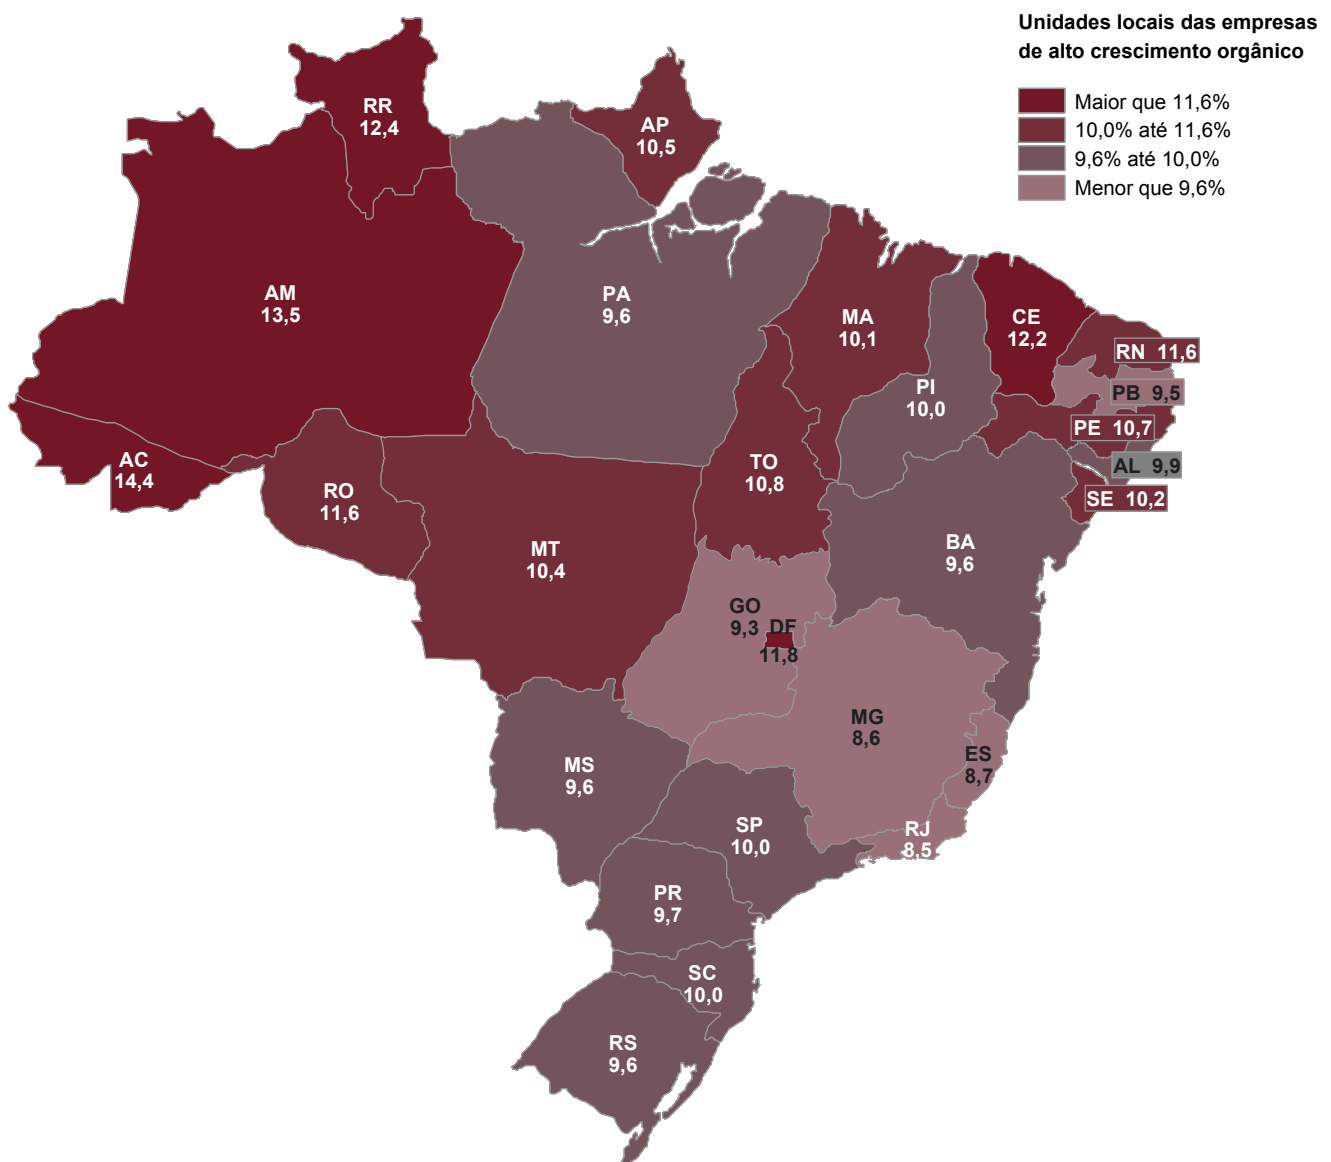 Unidades locais das empresas
de alto crescimento orgânico
Maior que 11,6%
10,0% até 11,6%
9,6% até 10,0%
Menor que 9,6%
RR
12,4
AP
10,5
AM
13,5
PA
9,6
MA
10,1
CE
12,2
RN 11,6
PB 9,5
PI
10,0
PE 10,7
AL 9,9
SE 10,2
AC
14,4
RO
11,6
TO
10,8
MT
10,4
BA
9,6
GO
9,3
DF
11,8
MG
8,6
ES
8,7
MS
9,6
SP
10,0
RJ
8,5
PR
9,7
SC
10,0
RS
9,6